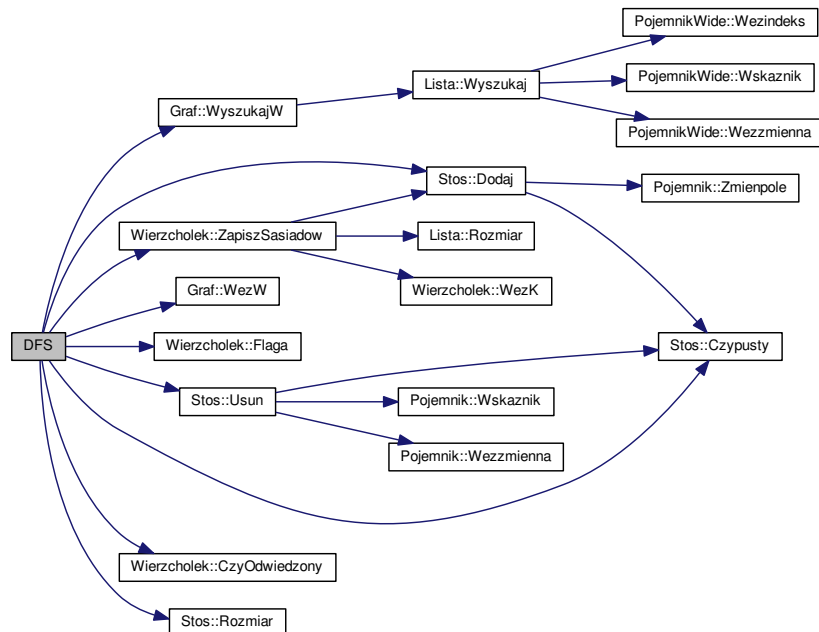 PojemnikWide::Wezindeks
Lista::Wyszukaj
PojemnikWide::Wskaznik
Graf::WyszukajW
PojemnikWide::Wezzmienna
Stos::Dodaj
Pojemnik::Zmienpole
Wierzcholek::ZapiszSasiadow
Lista::Rozmiar
Graf::WezW
Wierzcholek::WezK
DFS
Wierzcholek::Flaga
Stos::Czypusty
Stos::Usun
Pojemnik::Wskaznik
Pojemnik::Wezzmienna
Wierzcholek::CzyOdwiedzony
Stos::Rozmiar